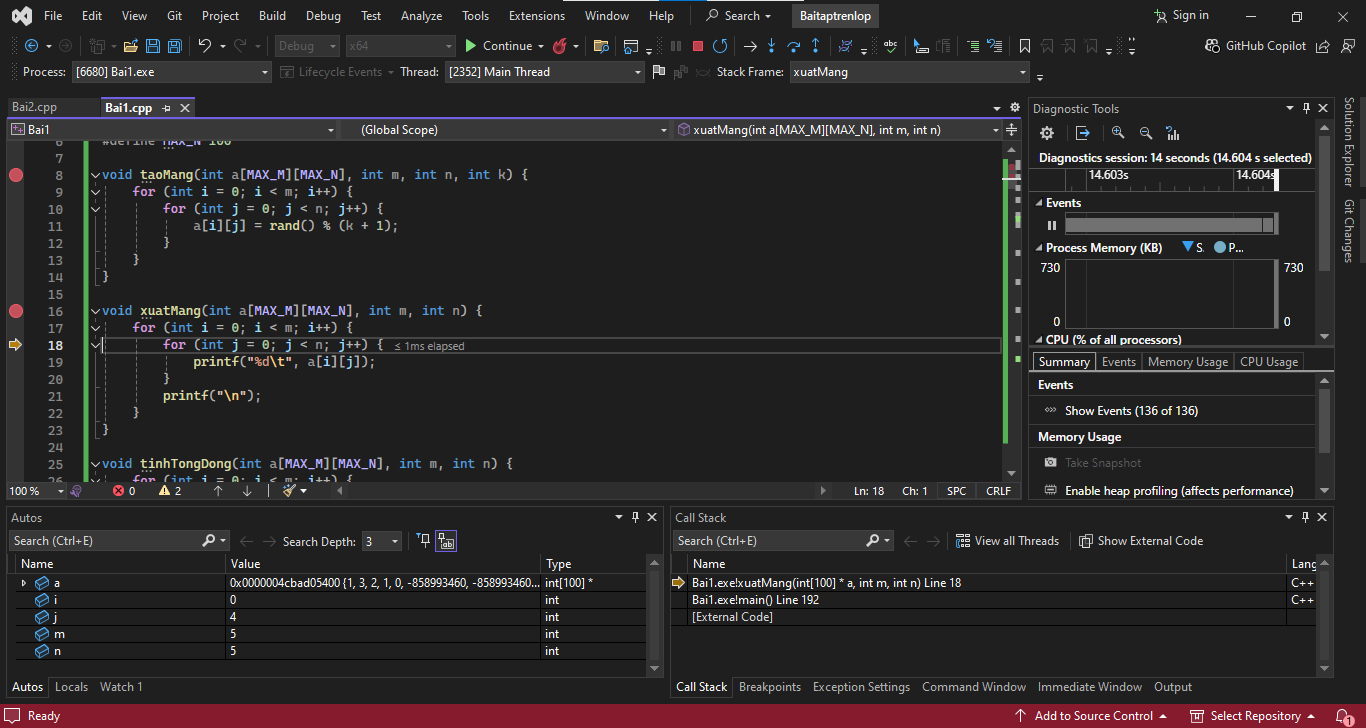 File Edit View Git Project Build Debug Test Analyze Tools Extensions Window Help Search Baitaptrenlop Sign in
Debug x64 Continue GitHub Copilot
Process: [6680] Bai1.exe Lifecycle Events Thread: [2352] Main Thread Stack Frame: xuatMang
Bai2.cpp Bai1.cpp
Bai1 (Global Scope) xuatMang(int a[MAX_M][MAX_N], int m, int n)
6 #define MAX_N 100
7
8 void taoMang(int a[MAX_M][MAX_N], int m, int n, int k) {
9 for (int i = 0; i < m; i++) {
10 for (int j = 0; j < n; j++) {
11 a[i][j] = rand() % (k + 1);
12 }
13 }
14 }
15
16 void xuatMang(int a[MAX_M][MAX_N], int m, int n) {
17 for (int i = 0; i < m; i++) {
18 for (int j = 0; j < n; j++) { ≤ 1ms elapsed
19 printf("%d\t", a[i][j]);
20 }
21 printf("\n");
22 }
23 }
24
25 void tinhTongDong(int a[MAX_M][MAX_N], int m, int n) {
26 for (int i = 0; i < m; i++) {
100 % 0 2 Ln: 18 Ch: 1 SPC CRLF
Diagnostic Tools
Diagnostics session: 14 seconds (14.604 s selected)
14.603s 14.604s
Events
Process Memory (KB) S. P...
730 730
0 0
CPU (% of all processors)
Summary Events Memory Usage CPU Usage
Events
Show Events (136 of 136)
Memory Usage
Take Snapshot
Enable heap profiling (affects performance)
Solution Explorer
Git Changes
Autos
Search (Ctrl+E) Search Depth: 3
Name Value Type
a 0x0000004cbad05400 {1, 3, 2, 1, 0, -858993460, -858993460... int[100] *
i 0 int
j 4 int
m 5 int
n 5 int
Autos Locals Watch 1
Call Stack
Search (Ctrl+E) View all Threads Show External Code
Name Lang
Bai1.exe!xuatMang(int[100] * a, int m, int n) Line 18 C++
Bai1.exe!main() Line 192 C++
[External Code]
Call Stack Breakpoints Exception Settings Command Window Immediate Window Output
Ready Add to Source Control Select Repository 1